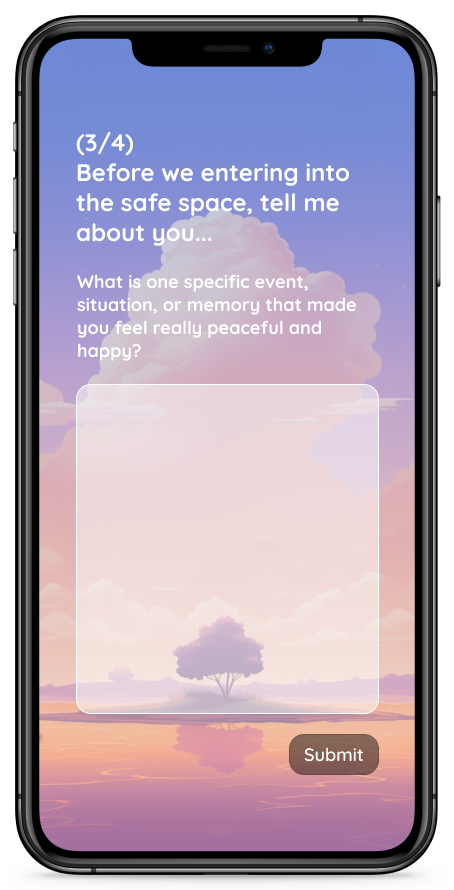 (3/4)
Before we entering into
the safe space, tell me
about you...
What is one specific event,
situation, or memory that made
you feel really peaceful and
happy?
Submit